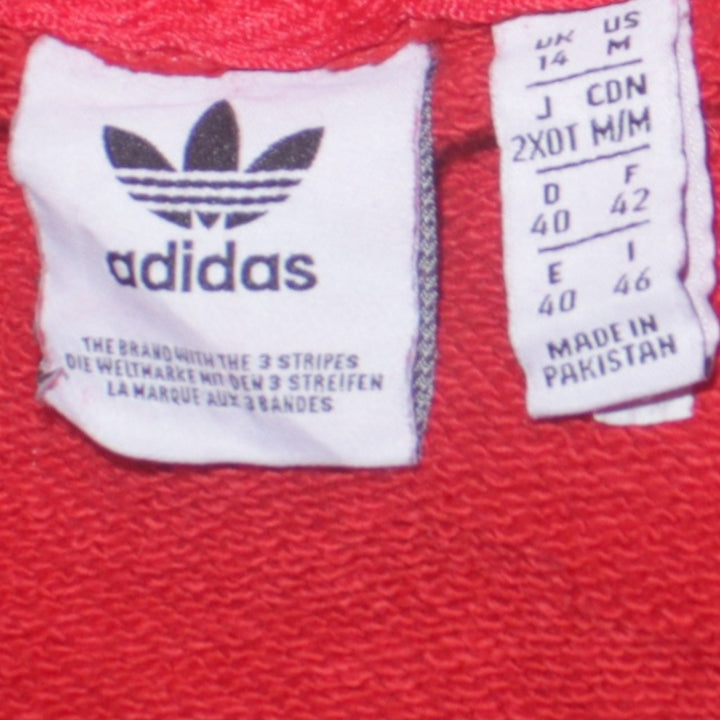 adidas
THE BRAND WITH THE 3 STRIPES
DIE WELTMARKE MIT DEN 3 STREIFEN
LA MARQUE AUX 3 BANDES
UK US
14 M
J CDN
2XOT M/M
D F
40 42
E I
40 46
MADE IN
PAKISTAN